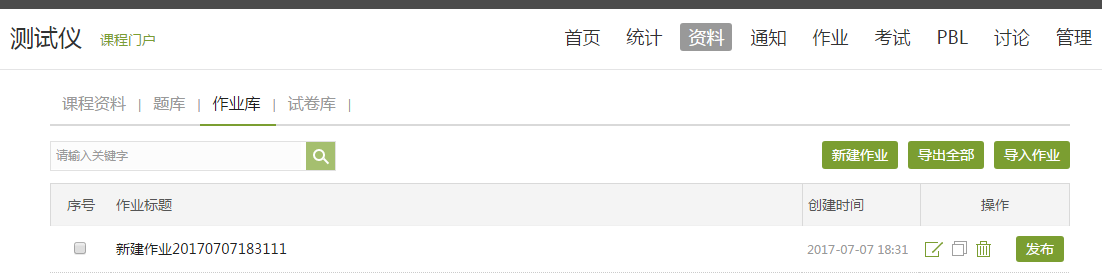 测试仪 课程门户 首页 统计 资料 通知 作业 考试 PBL 讨论 管理
课程资料 | 题库 | 作业库 | 试卷库 |
请输入关键字 新建作业 导出全部 导入作业
序号 作业标题 创建时间 操作
新建作业20170707183111 2017-07-07 18:31 发布